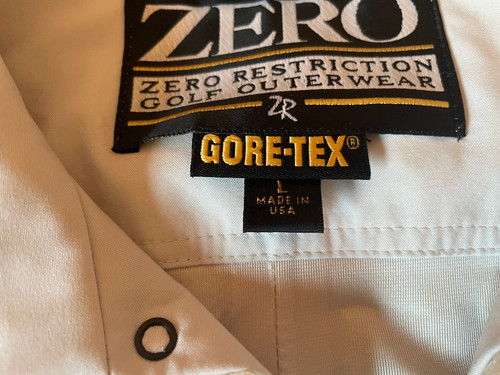 ZERO
ZERO RESTRICTION
GOLF OUTERWEAR
ZR
GORE-TEX®
L
MADE IN
USA